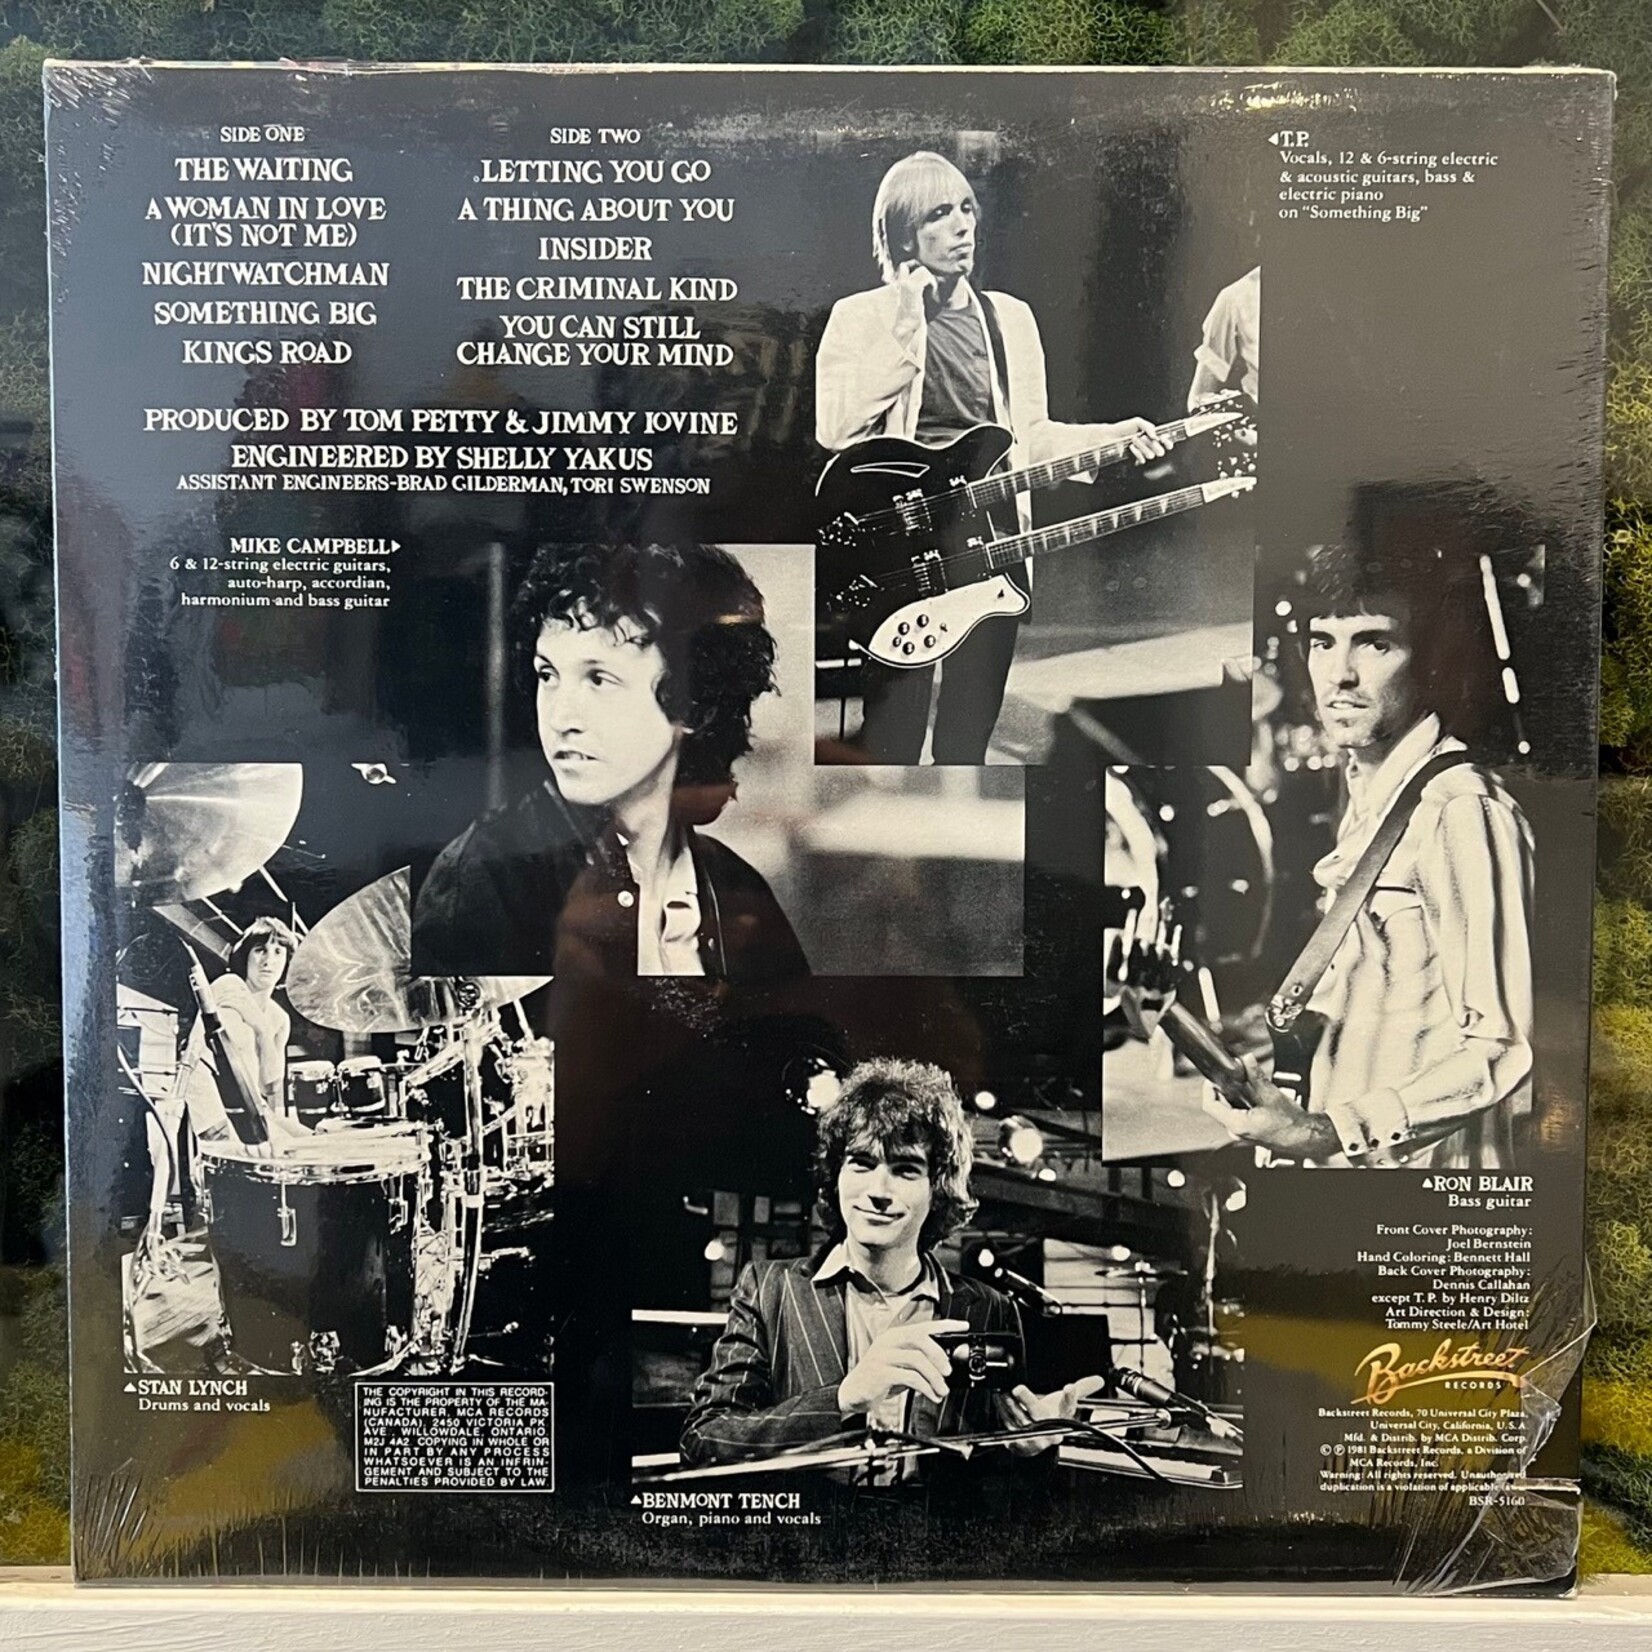 SIDE ONE
THE WAITING
A WOMAN IN LOVE
(IT'S NOT ME)
NIGHTWATCHMAN
SOMETHING BIG
KINGS ROAD
SIDE TWO
LETTING YOU GO
A THING ABOUT YOU
INSIDER
THE CRIMINAL KIND
YOU CAN STILL
CHANGE YOUR MIND
PRODUCED BY TOM PETTY & JIMMY IOVINE
ENGINEERED BY SHELLY YAKUS
ASSISTANT ENGINEERS-BRAD GILDERMAN, TORI SWENSON
T.P.
Vocals, 12 & 6-string electric
& acoustic guitars, bass &
electric piano
on "Something Big"
MIKE CAMPBELL
6 & 12-string electric guitars,
auto-harp, accordian,
harmonium and bass guitar
RON BLAIR
Bass guitar
Front Cover Photography:
Joel Bernstein
Hand Coloring: Bennett Hall
Back Cover Photography:
Dennis Callahan
except T.P. by Henry Diltz
Art Direction & Design:
Tommy Steele/Art Hotel
Backstreet
RECORDS
Backstreet Records, 70 Universal City Plaza,
Universal City, California, U.S.A.
Mfd. & Distrib. by MCA Distrib. Corp.
© ℗ 1981 Backstreet Records, a Division of
MCA Records, Inc.
Warning: All rights reserved. Unauthorized
duplication is a violation of applicable laws.
BSR-5160
STAN LYNCH
Drums and vocals
THE COPYRIGHT IN THIS RECORD-
ING IS THE PROPERTY OF THE MA-
NUFACTURER, MCA RECORDS
(CANADA), 2450 VICTORIA PK.
AVE., WILLOWDALE, ONTARIO.
M2J 4A2. COPYING IN WHOLE OR
IN PART BY ANY PROCESS
WHATSOEVER IS AN INFRIN-
GEMENT AND SUBJECT TO THE
PENALTIES PROVIDED BY LAW.
BENMONT TENCH
Organ, piano and vocals